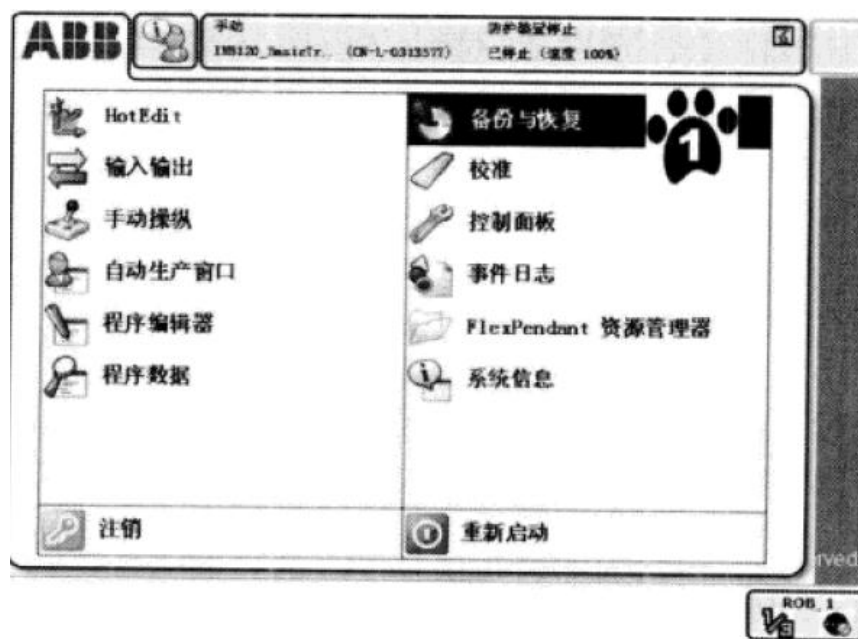 ABB
手动
防护装置停止
(CN-L-0313577)
已停止 (速度 100%)
HotEdit
备份与恢复
1
输入输出
校准
手动操纵
控制面板
自动生产窗口
事件日志
程序编辑器
FlexPendant 资源管理器
程序数据
系统信息
注销
重新启动
rved
ROB_1